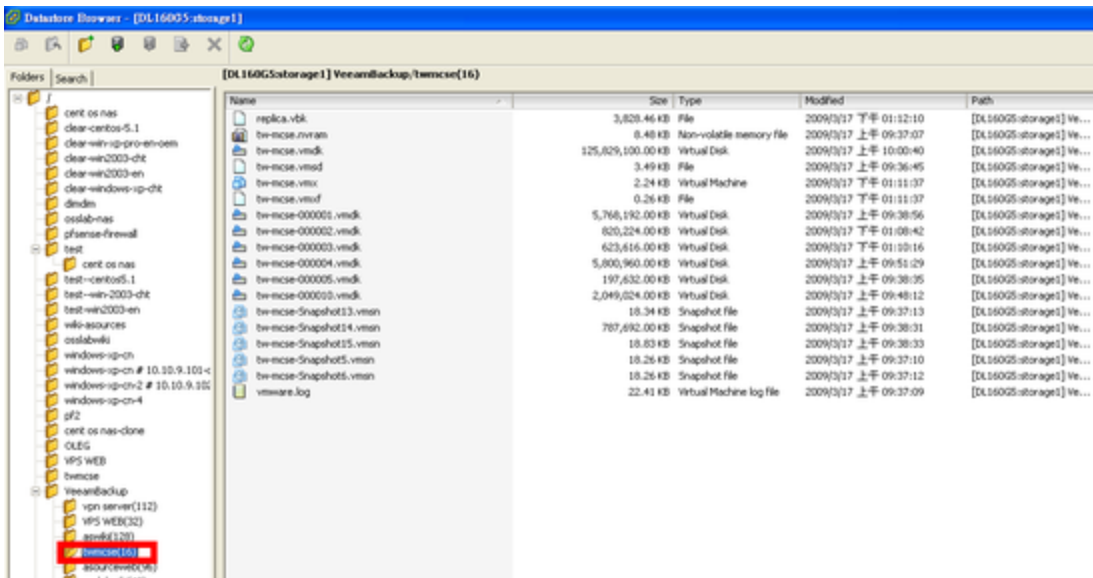 Datastore Browser - [DL160G5:storage1]
Folders Search
[DL160G5:storage1] VeeamBackup/twmcse(16)
/
cent os nas
clear-centos-5.1
clear-win-xp-pro-en-oem
clear-win2003-cht
clear-win2003-en
clear-windows-xp-cht
dimdim
osslab-nas
pfsense-firewall
test
cent os nas
test--centos5.1
test--win-2003-cht
test-win2003-en
wiki-asources
osslabwiki
windows-xp-cn
windows-xp-cn # 10.10.9.101-c
windows-xp-cn-2 # 10.10.9.102
windows-xp-cn-4
pf2
cent os nas-clone
OLEG
VPS WEB
twmcse
VeeamBackup
vpn server(112)
VPS WEB(32)
aswiki(128)
twmcse(16)
asourceweb(96)
Name Size Type Modified Path
replica.vbk 3,828.46 KB File 2009/3/17 下午 01:12:10 [DL160G5:storage1] Ve...
tw-mcse.nvram 8.48 KB Non-volatile memory file 2009/3/17 上午 09:37:07 [DL160G5:storage1] Ve...
tw-mcse.vmdk 125,829,100.00 KB Virtual Disk 2009/3/17 上午 10:00:40 [DL160G5:storage1] Ve...
tw-mcse.vmsd 3.49 KB File 2009/3/17 上午 09:36:45 [DL160G5:storage1] Ve...
tw-mcse.vmx 2.24 KB Virtual Machine 2009/3/17 下午 01:11:37 [DL160G5:storage1] Ve...
tw-mcse.vmxf 0.26 KB File 2009/3/17 下午 01:11:37 [DL160G5:storage1] Ve...
tw-mcse-000001.vmdk 5,768,192.00 KB Virtual Disk 2009/3/17 上午 09:38:56 [DL160G5:storage1] Ve...
tw-mcse-000002.vmdk 820,224.00 KB Virtual Disk 2009/3/17 下午 01:08:42 [DL160G5:storage1] Ve...
tw-mcse-000003.vmdk 623,616.00 KB Virtual Disk 2009/3/17 下午 01:10:16 [DL160G5:storage1] Ve...
tw-mcse-000004.vmdk 5,800,960.00 KB Virtual Disk 2009/3/17 上午 09:51:29 [DL160G5:storage1] Ve...
tw-mcse-000005.vmdk 197,632.00 KB Virtual Disk 2009/3/17 上午 09:38:35 [DL160G5:storage1] Ve...
tw-mcse-000010.vmdk 2,049,024.00 KB Virtual Disk 2009/3/17 上午 09:48:12 [DL160G5:storage1] Ve...
tw-mcse-Snapshot13.vmsn 18.34 KB Snapshot file 2009/3/17 上午 09:37:13 [DL160G5:storage1] Ve...
tw-mcse-Snapshot14.vmsn 787,692.00 KB Snapshot file 2009/3/17 上午 09:38:31 [DL160G5:storage1] Ve...
tw-mcse-Snapshot15.vmsn 18.83 KB Snapshot file 2009/3/17 上午 09:38:33 [DL160G5:storage1] Ve...
tw-mcse-Snapshot5.vmsn 18.26 KB Snapshot file 2009/3/17 上午 09:37:10 [DL160G5:storage1] Ve...
tw-mcse-Snapshot6.vmsn 18.26 KB Snapshot file 2009/3/17 上午 09:37:12 [DL160G5:storage1] Ve...
vmware.log 22.41 KB Virtual Machine log file 2009/3/17 上午 09:37:09 [DL160G5:storage1] Ve...